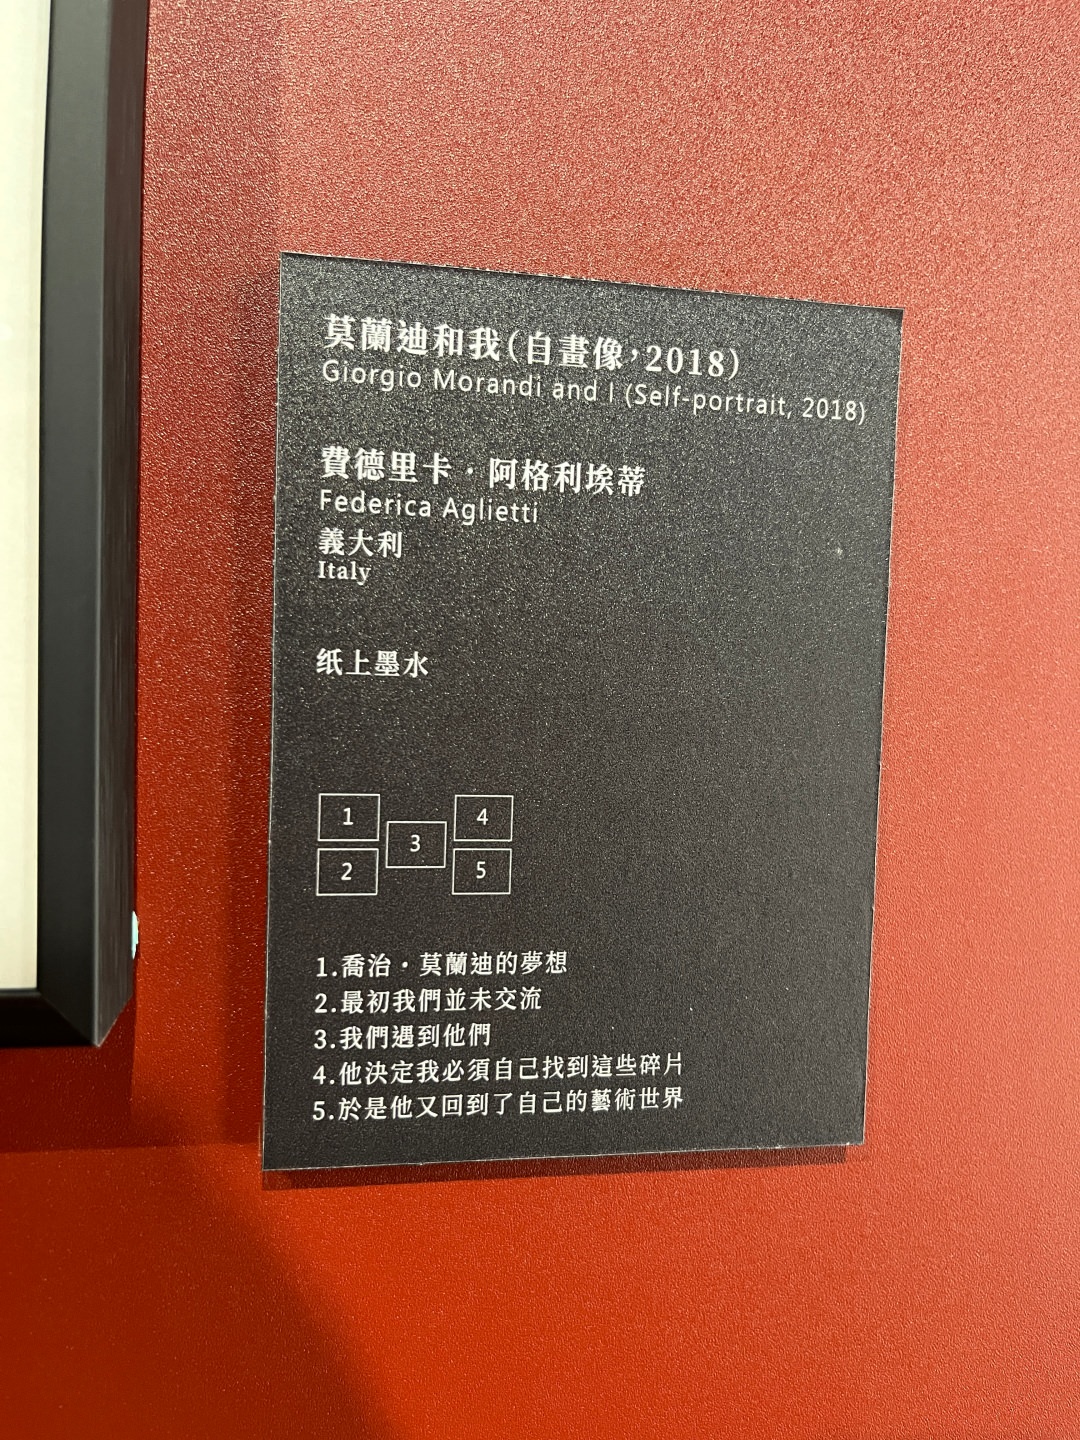 莫蘭迪和我(自畫像,2018)
Giorgio Morandi and I (Self-portrait, 2018)
費德里卡·阿格利埃蒂
Federica Aglietti
義大利
Italy
纸上墨水
1
4
3
2
5
1.喬治·莫蘭迪的夢想
2.最初我們並未交流
3.我們遇到他們
4.他決定我必須自己找到這些碎片
5.於是他又回到了自己的藝術世界